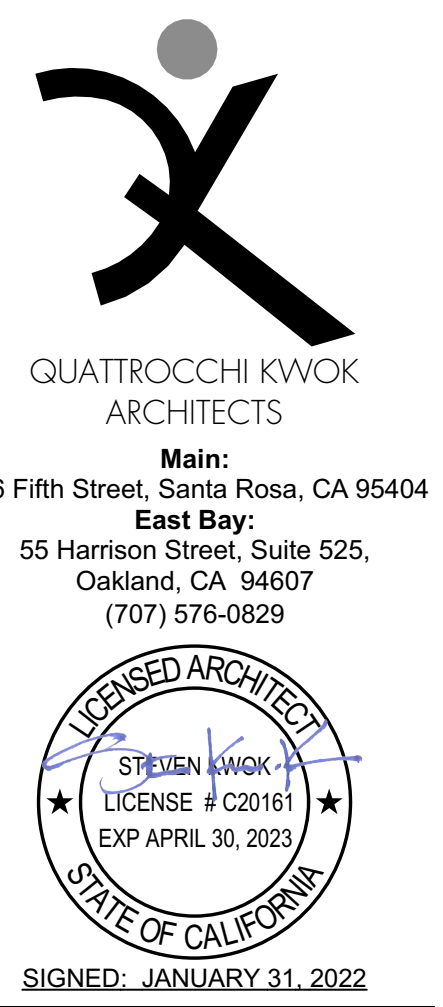 QUATTROCCHI KWOK
ARCHITECTS
Main:
6 Fifth Street, Santa Rosa, CA 95404
East Bay:
55 Harrison Street, Suite 525,
Oakland, CA 94607
(707) 576-0829
LICENSED ARCHITECT
STEVEN KWOK
LICENSE # C20161
EXP APRIL 30, 2023
STATE OF CALIFORNIA
SIGNED: JANUARY 31, 2022